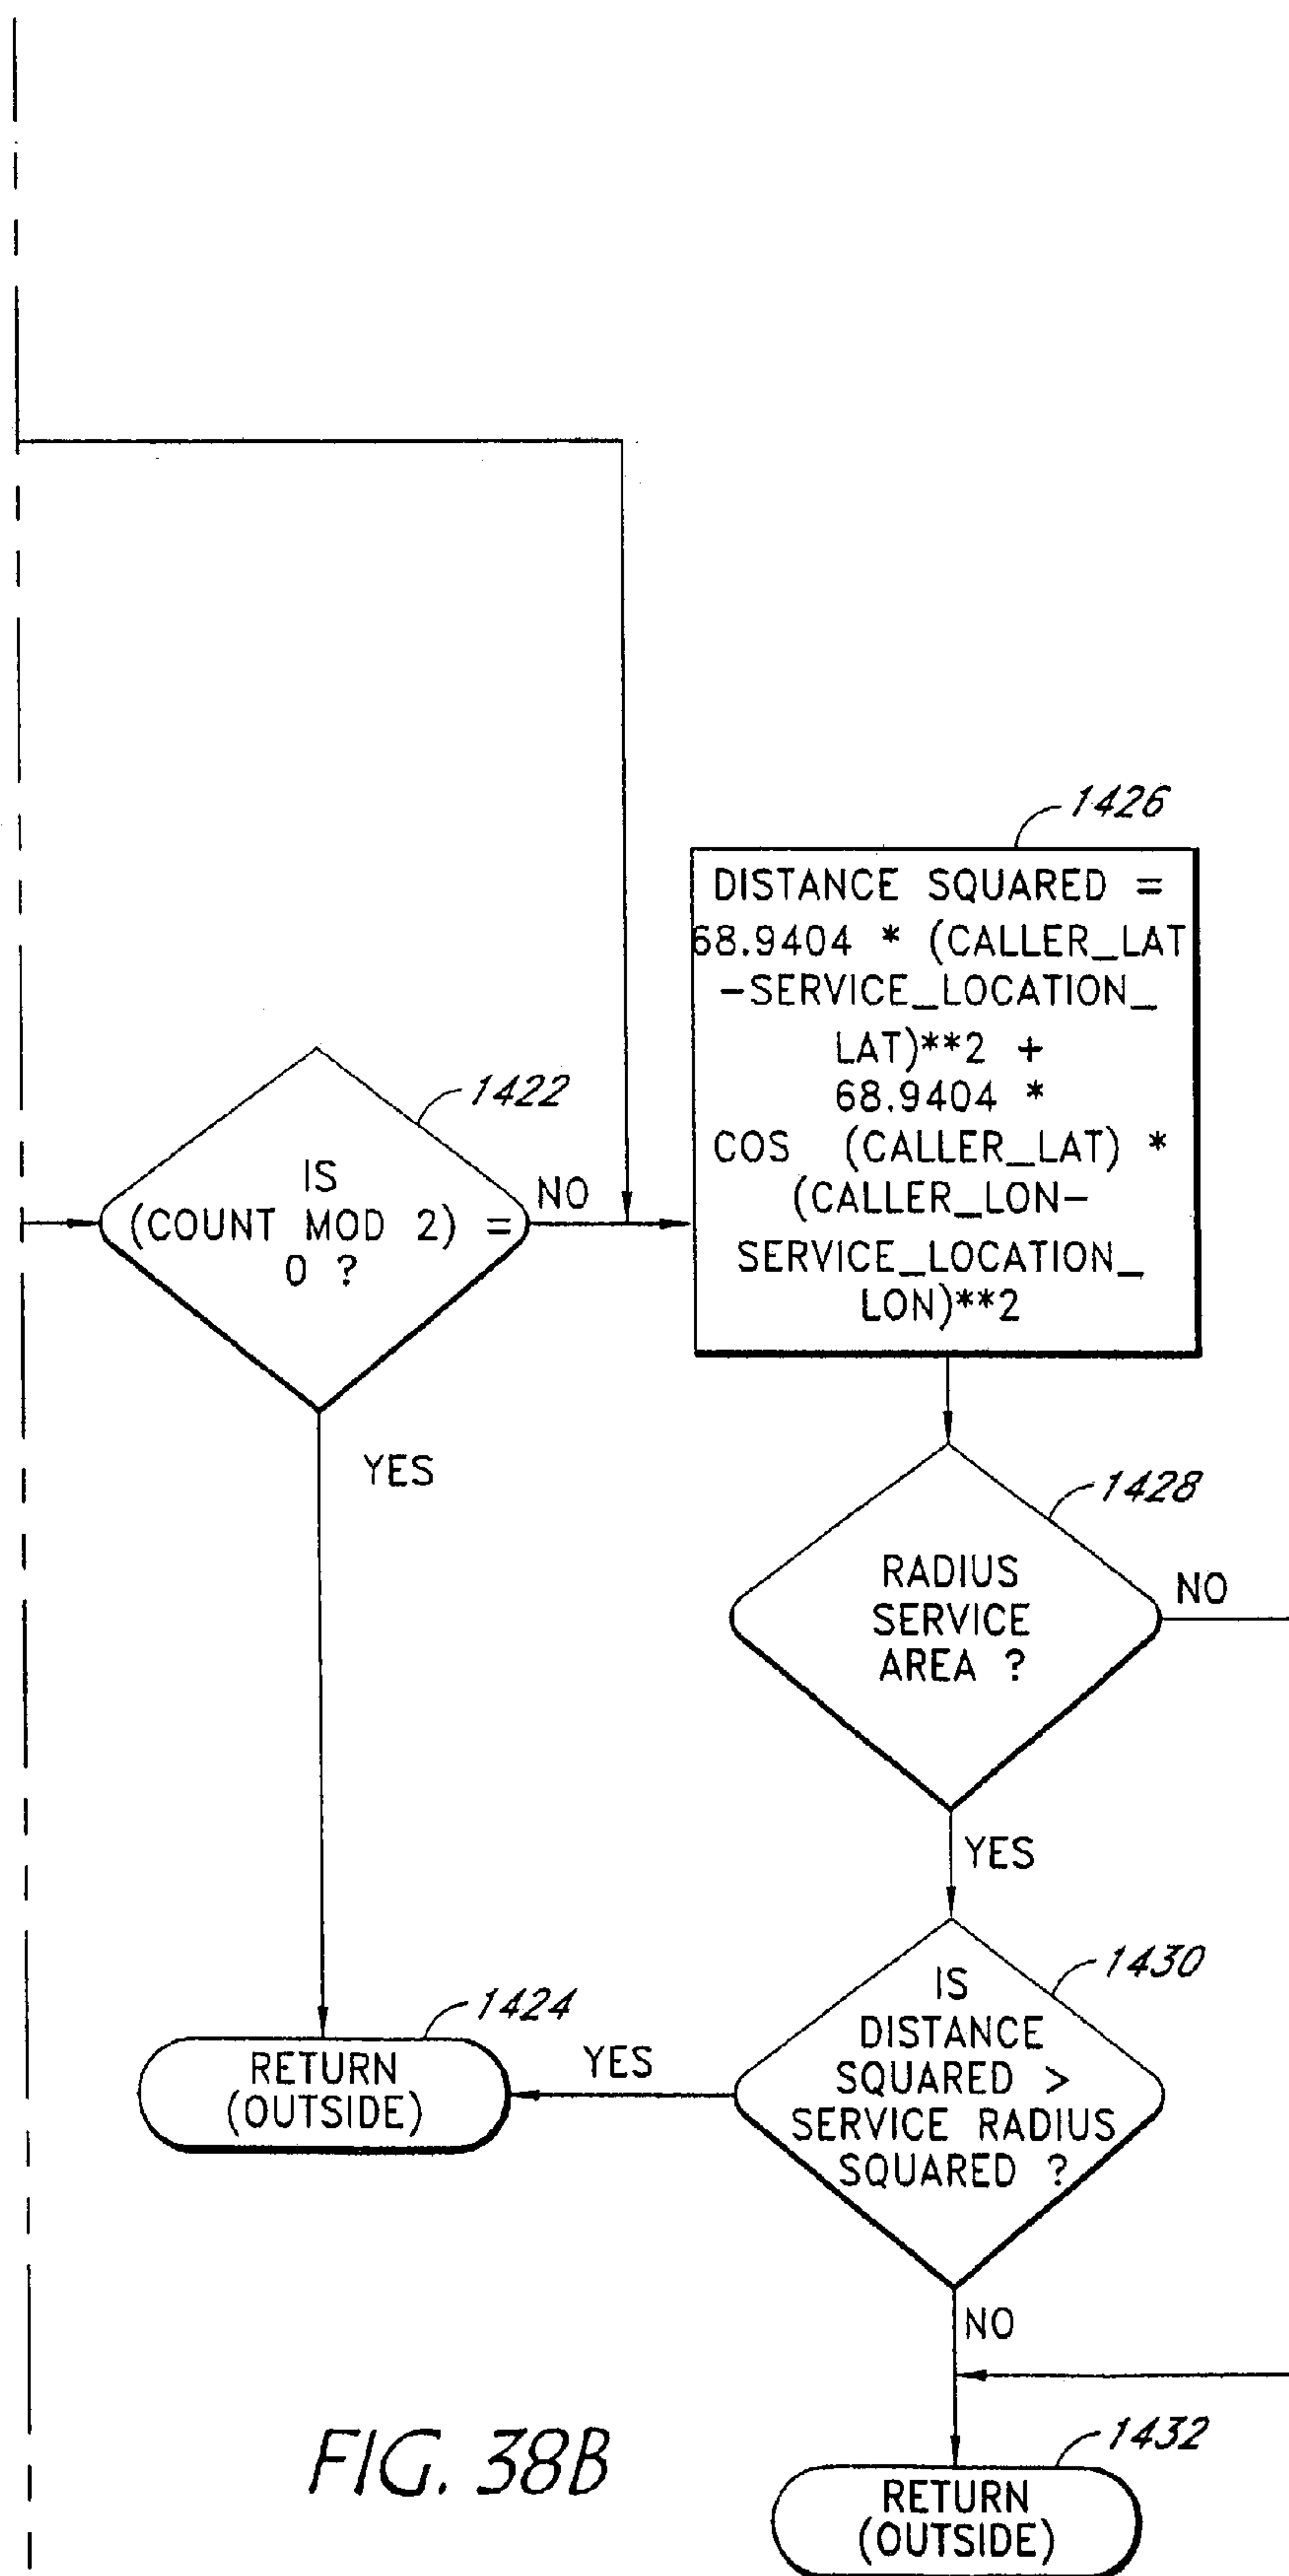 1426
DISTANCE SQUARED =
68.9404 * (CALLER_LAT
-SERVICE_LOCATION_
LAT)**2 +
68.9404 *
COS (CALLER_LAT) *
(CALLER_LON-
SERVICE_LOCATION_
LON)**2
1422
IS
(COUNT MOD 2) =
0 ?
NO
YES
1428
RADIUS
SERVICE
AREA ?
NO
YES
1430
IS
DISTANCE
SQUARED >
SERVICE RADIUS
SQUARED ?
YES
1424
RETURN
(OUTSIDE)
NO
1432
RETURN
(OUTSIDE)
FIG. 38B